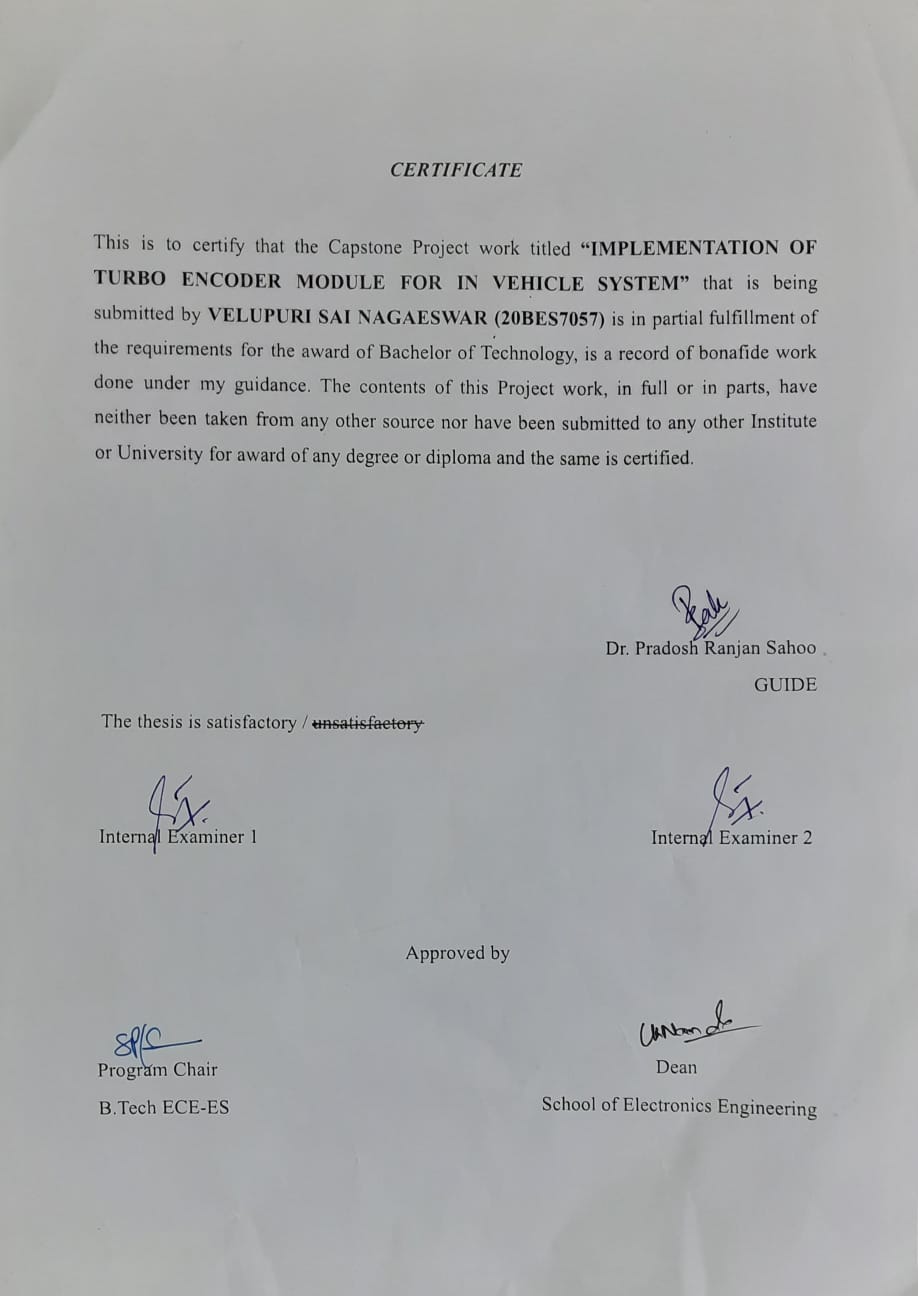 CERTIFICATE
This is to certify that the Capstone Project work titled “IMPLEMENTATION OF
TURBO ENCODER MODULE FOR IN VEHICLE SYSTEM” that is being
submitted by VELUPURI SAI NAGAESWAR (20BES7057) is in partial fulfillment of
the requirements for the award of Bachelor of Technology, is a record of bonafide work
done under my guidance. The contents of this Project work, in full or in parts, have
neither been taken from any other source nor have been submitted to any other Institute
or University for award of any degree or diploma and the same is certified.
Dr. Pradosh Ranjan Sahoo
GUIDE
The thesis is satisfactory / unsatisfactory
Internal Examiner 1
Internal Examiner 2
Approved by
Program Chair
Dean
B.Tech ECE-ES
School of Electronics Engineering